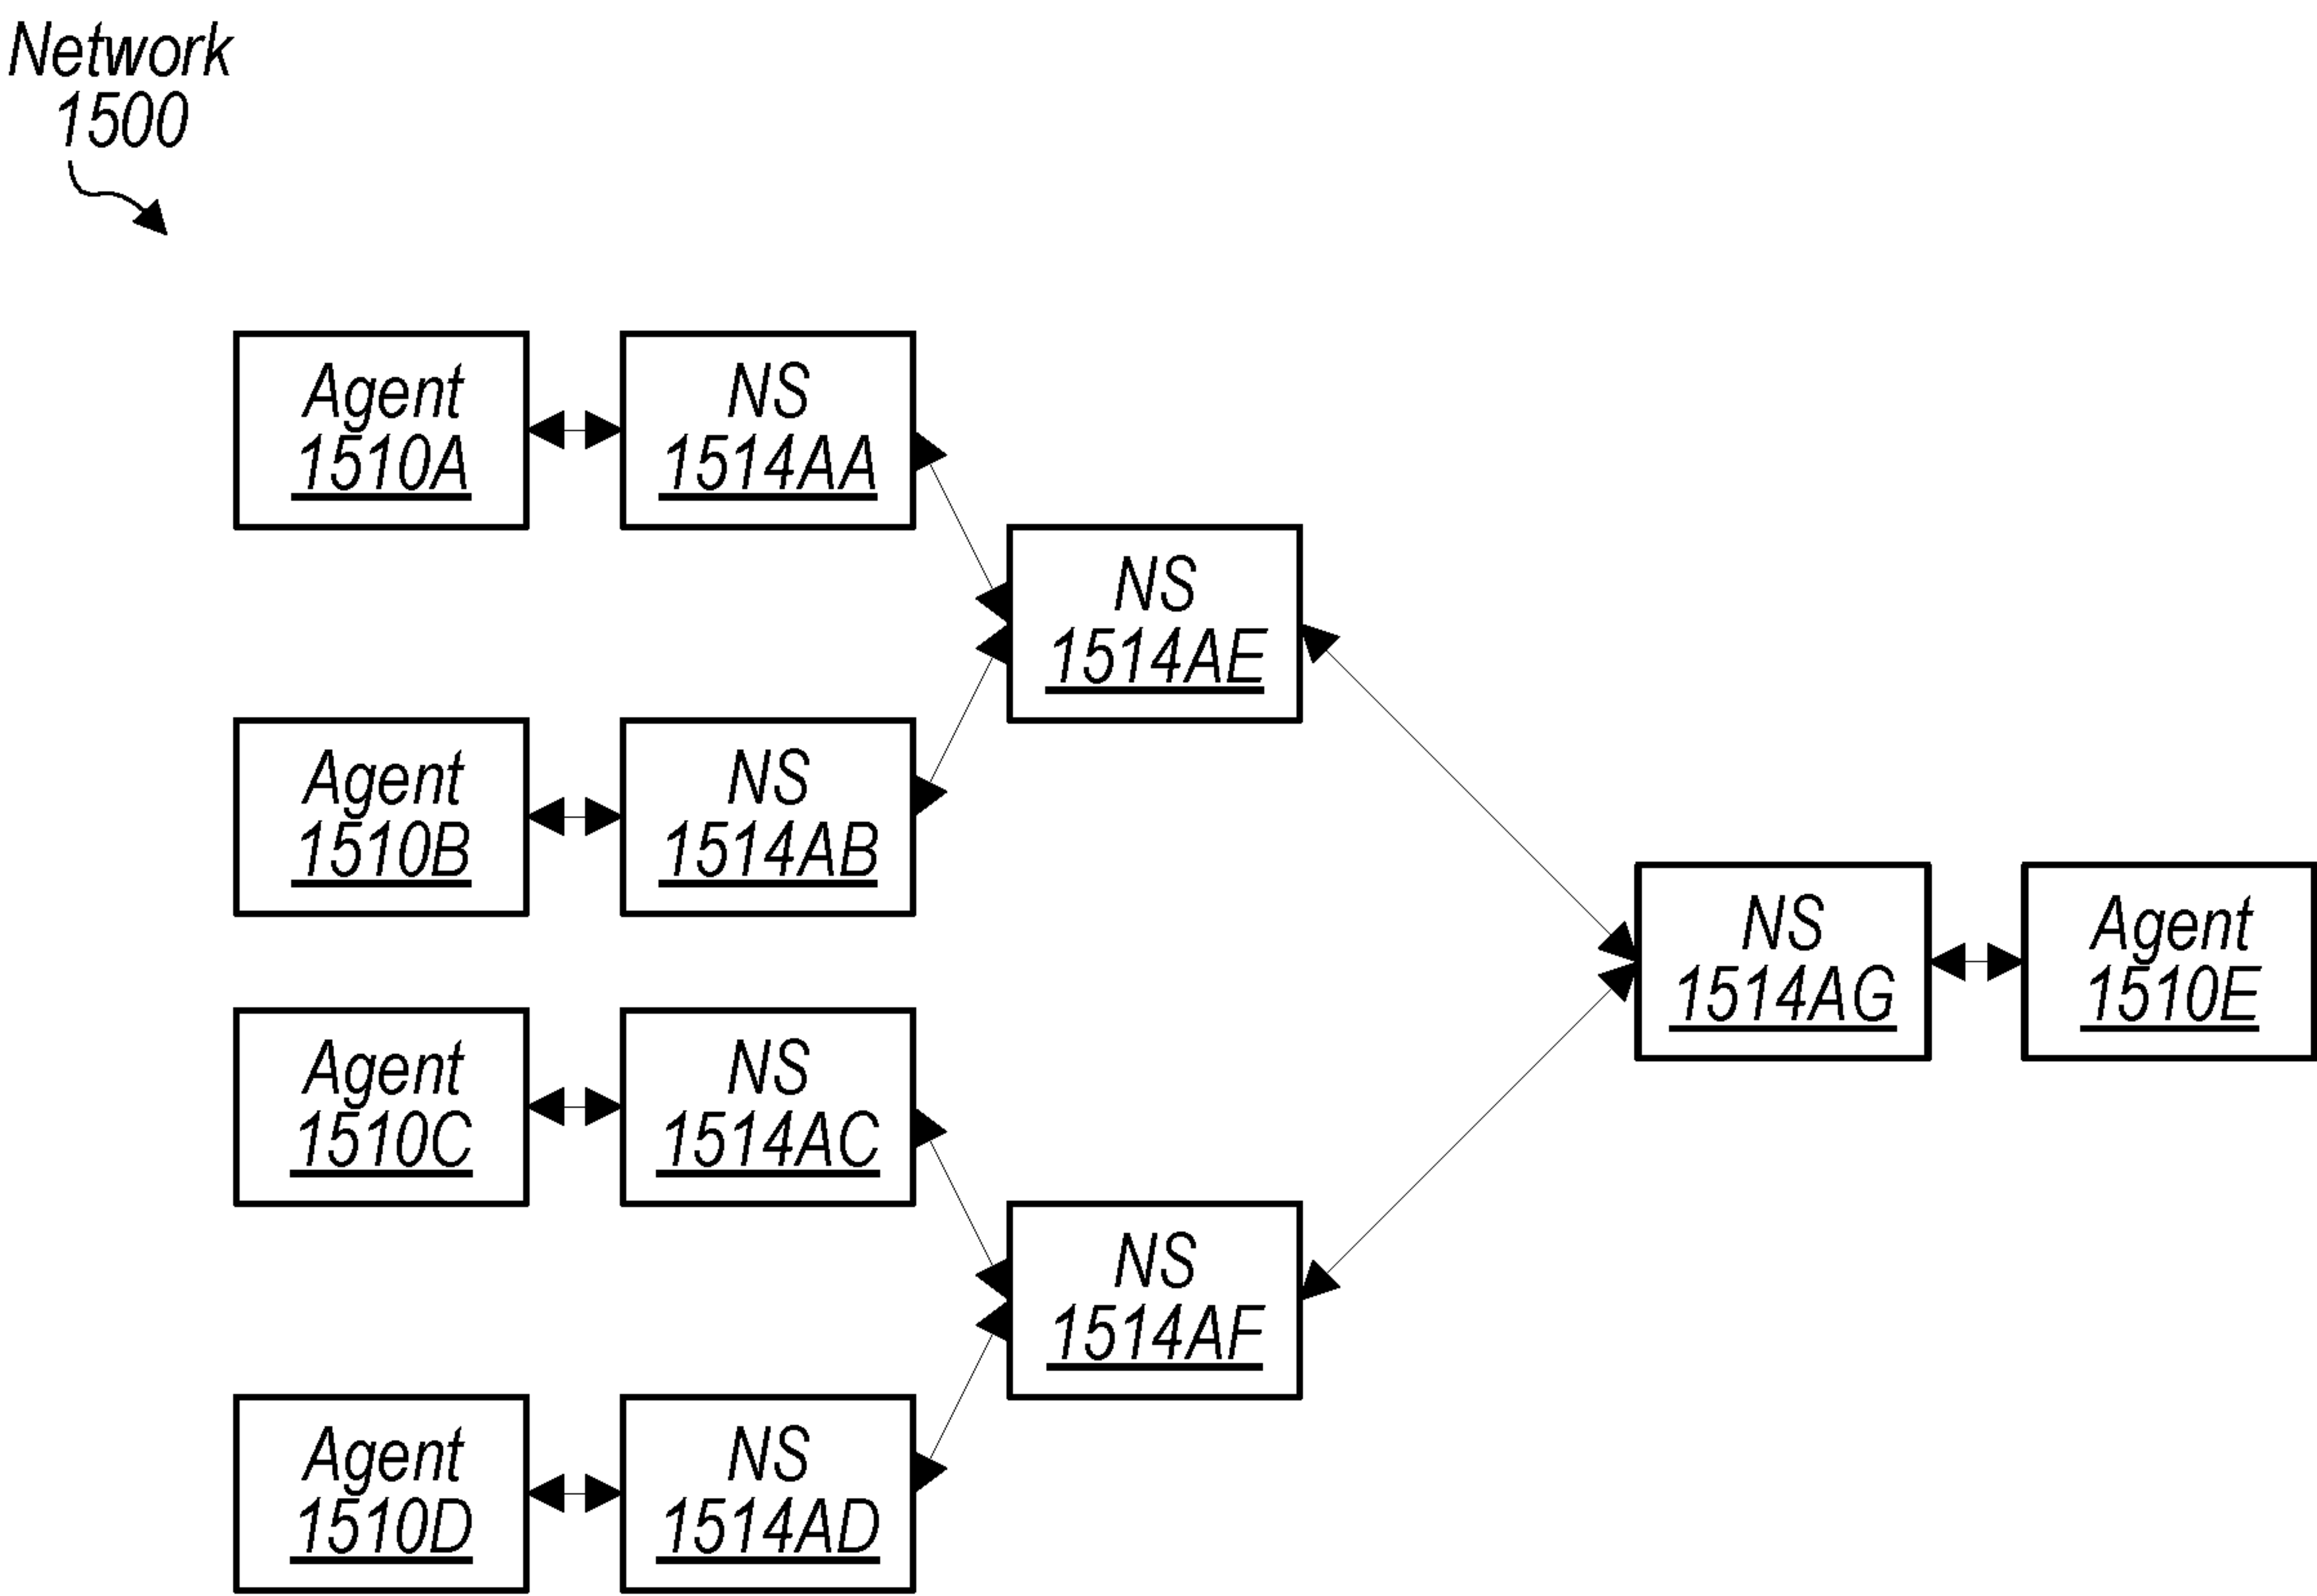 Network
1500
Agent
1510A
NS
1514AA
NS
1514AE
Agent
1510B
NS
1514AB
NS
1514AG
Agent
1510E
Agent
1510C
NS
1514AC
NS
1514AF
Agent
1510D
NS
1514AD